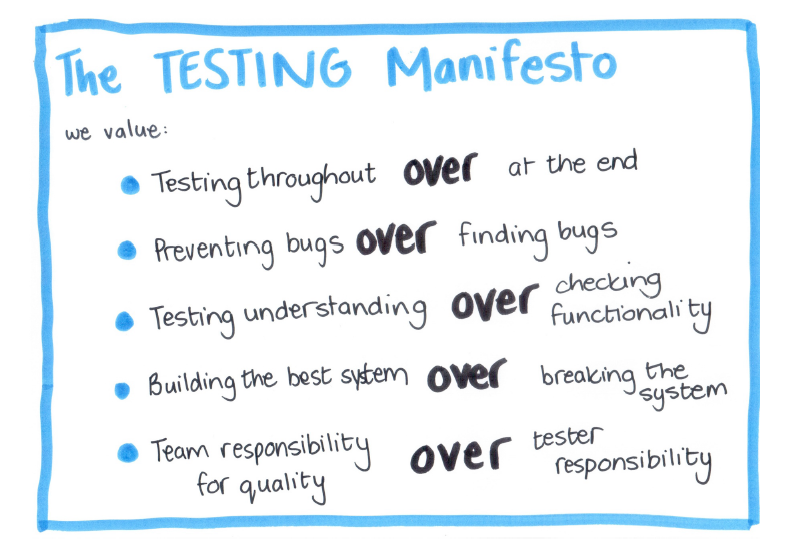 The TESTING Manifesto
we value:
Testing throughout over at the end
Preventing bugs over finding bugs
Testing understanding over checking
functionality
Building the best system over breaking the
system
Team responsibility over tester
for quality responsibility